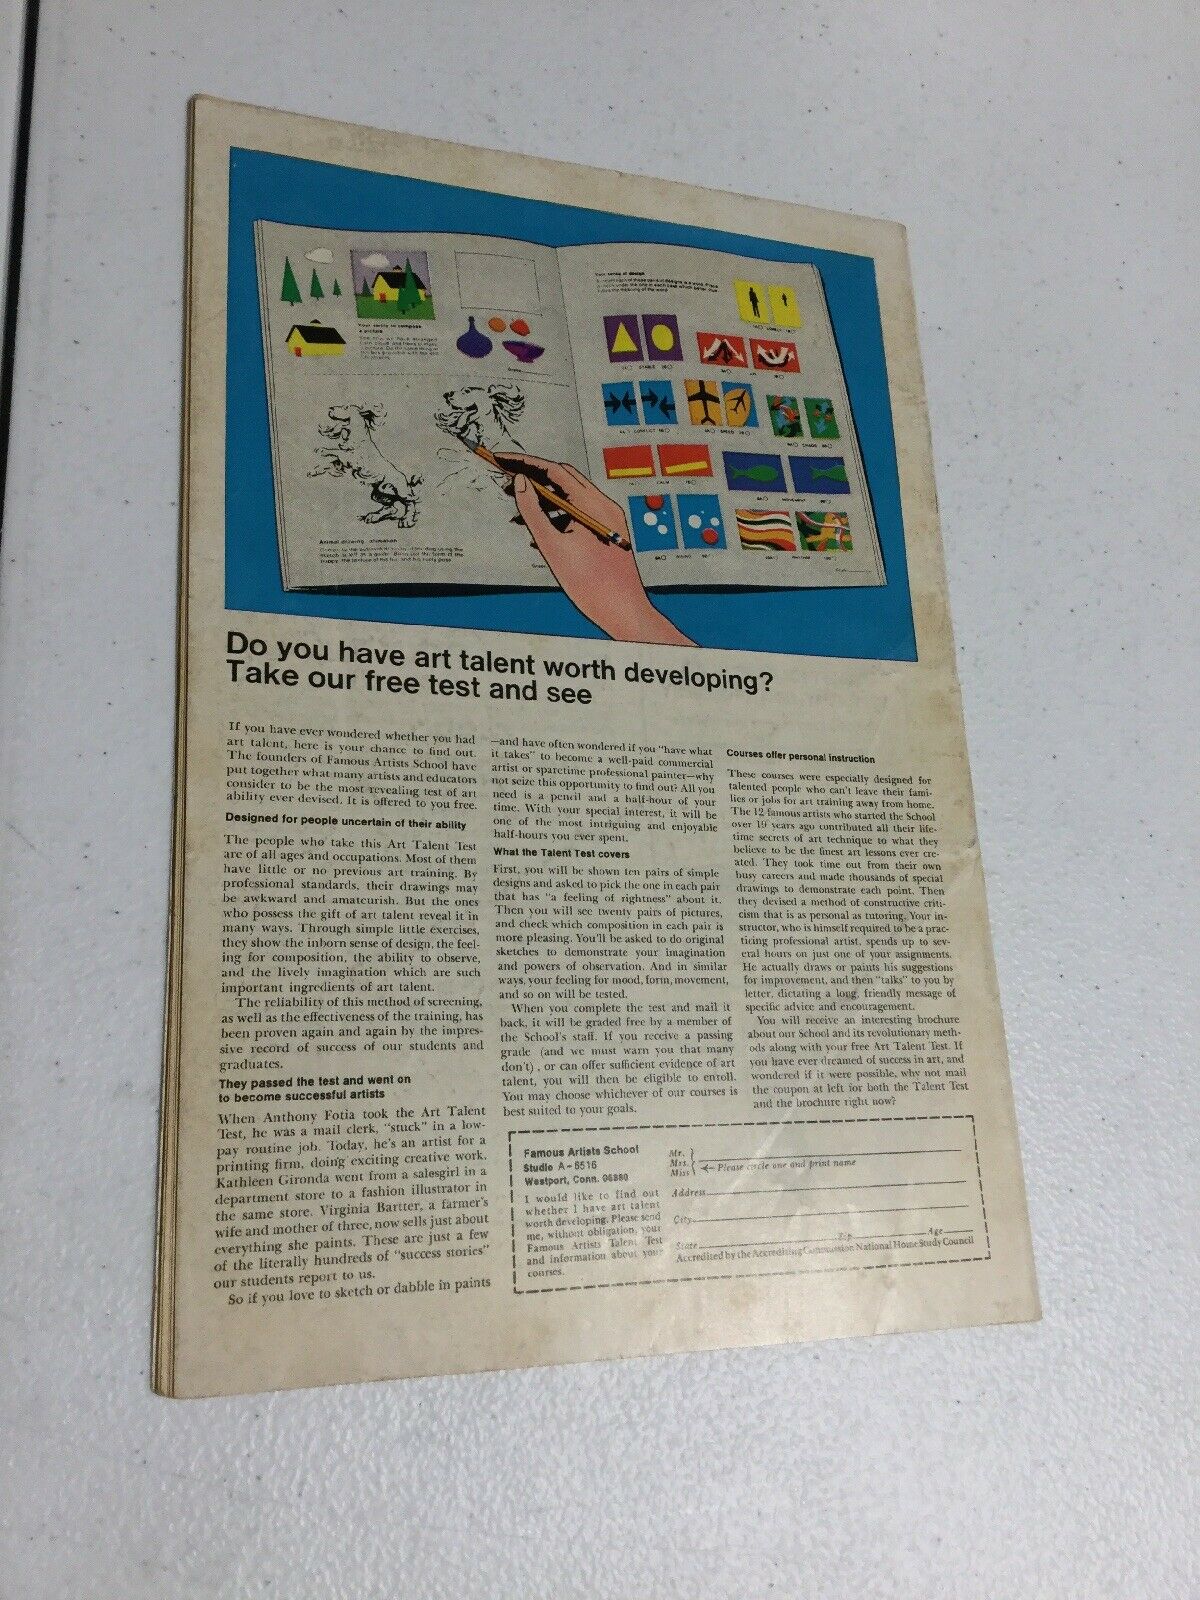 Your sense of design
Your ability to compose
a picture
STABLE
CONFLICT
SPEED
CHAOS
CALM
MOVEMENT
Animal drawing, animation
Do you have art talent worth developing?
Take our free test and see
If you have ever wondered whether you had
art talent, here is your chance to find out.
The founders of Famous Artists School have
put together what many artists and educators
consider to be the most revealing test of art
ability ever devised. It is offered to you free.
Designed for people uncertain of their ability
The people who take this Art Talent Test
are of all ages and occupations. Most of them
have little or no previous art training. By
professional standards, their drawings may
be awkward and amateurish. But the ones
who possess the gift of art talent reveal it in
many ways. Through simple little exercises,
they show the inborn sense of design, the feel-
ing for composition, the ability to observe,
and the lively imagination which are such
important ingredients of art talent.
The reliability of this method of screening,
as well as the effectiveness of the training, has
been proven again and again by the impres-
sive record of success of our students and
graduates.
They passed the test and went on
to become successful artists
When Anthony Fotia took the Art Talent
Test, he was a mail clerk, "stuck" in a low-
pay routine job. Today, he's an artist for a
printing firm, doing exciting creative work.
Kathleen Gironda went from a salesgirl in a
department store to a fashion illustrator in
the same store. Virginia Bartter, a farmer's
wife and mother of three, now sells just about
everything she paints. These are just a few
of the literally hundreds of "success stories"
our students report to us.
So if you love to sketch or dabble in paints
—and have often wondered if you "have what
it takes" to become a well-paid commercial
artist or sparetime professional painter—why
not seize this opportunity to find out? All you
need is a pencil and a half-hour of your
time. With your special interest, it will be
one of the most intriguing and enjoyable
half-hours you ever spent.
What the Talent Test covers
First, you will be shown ten pairs of simple
designs and asked to pick the one in each pair
that has "a feeling of rightness" about it.
Then you will see twenty pairs of pictures,
and check which composition in each pair is
more pleasing. You'll be asked to do original
sketches to demonstrate your imagination
and powers of observation. And in similar
ways, your feeling for mood, form, movement,
and so on will be tested.
When you complete the test and mail it
back, it will be graded free by a member of
the School's staff. If you receive a passing
grade (and we must warn you that many
don't), or can offer sufficient evidence of art
talent, you will then be eligible to enroll.
You may choose whichever of our courses is
best suited to your goals.
Courses offer personal instruction
These courses were especially designed for
talented people who can't leave their fami-
lies or jobs for art training away from home.
The 12 famous artists who started the School
over 19 years ago contributed all their life-
time secrets of art technique to what they
believe to be the finest art lessons ever cre-
ated. They took time out from their own
busy careers and made thousands of special
drawings to demonstrate each point. Then
they devised a method of constructive criti-
cism that is as personal as tutoring. Your in-
structor, who is himself required to be a prac-
ticing professional artist, spends up to sev-
eral hours on just one of your assignments.
He actually draws or paints his suggestions
for improvement, and then "talks" to you by
letter, dictating a long, friendly message of
specific advice and encouragement.
You will receive an interesting brochure
about our School and its revolutionary meth-
ods along with your free Art Talent Test. If
you have ever dreamed of success in art, and
wondered if it were possible, why not mail
the coupon at left for both the Talent Test
and the brochure right now?
Famous Artists School
Studio A-5516
Westport, Conn. 06880
I would like to find out
whether I have art talent
worth developing. Please send
me, without obligation, your
Famous Artists Talent Test
and information about your
courses.
Mr.
Mrs.
Miss
Please circle one and print name
Address
City
State Zip Age
Accredited by the Accrediting Commission National Home Study Council